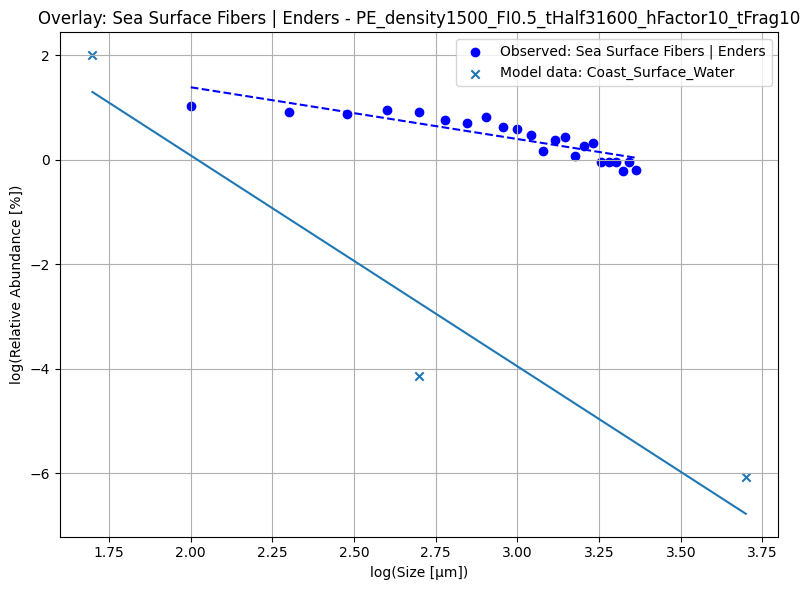 Overlay: Sea Surface Fibers | Enders - PE_density1500_FI0.5_tHalf31600_hFactor10_tFrag10
Observed: Sea Surface Fibers | Enders
Model data: Coast_Surface_Water
log(Relative Abundance [%])
2
0
−2
−4
−6
1.75 2.00 2.25 2.50 2.75 3.00 3.25 3.50 3.75
log(Size [μm])